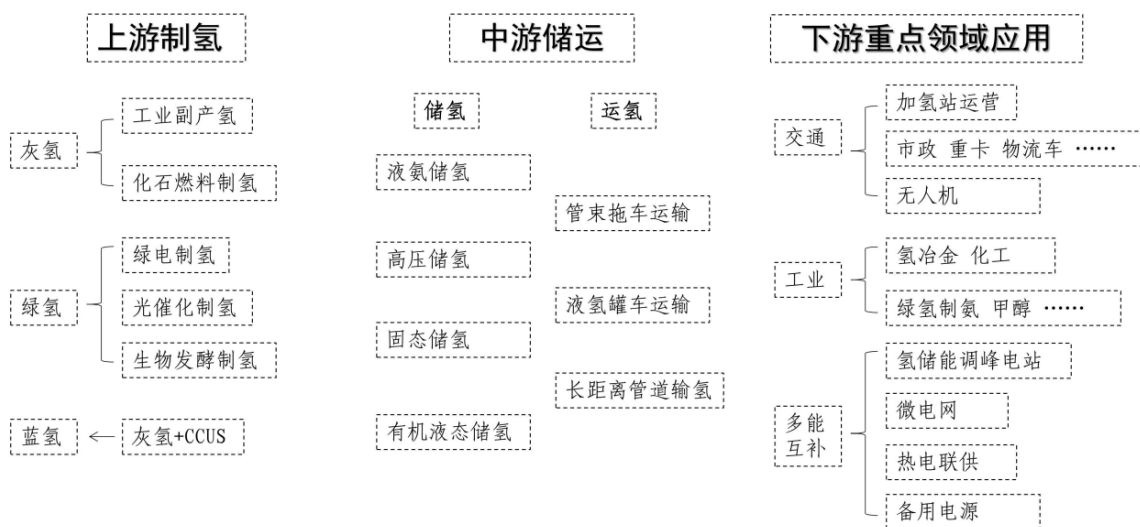 上游制氢
灰氢
工业副产氢
化石燃料制氢
绿氢
绿电制氢
光催化制氢
生物发酵制氢
蓝氢
灰氢+CCUS
中游储运
储氢
液氨储氢
高压储氢
固态储氢
有机液态储氢
运氢
管束拖车运输
液氢罐车运输
长距离管道输氢
下游重点领域应用
交通
加氢站运营
市政 重卡 物流车 ……
无人机
工业
氢冶金 化工
绿氢制氨 甲醇 ……
多能
互补
氢储能调峰电站
微电网
热电联供
备用电源